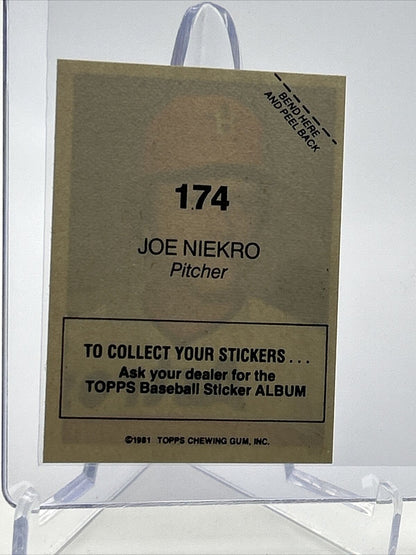 BEND HERE
AND PEEL BACK
174
JOE NIEKRO
Pitcher
TO COLLECT YOUR STICKERS...
Ask your dealer for the
TOPPS Baseball Sticker ALBUM
©1981 TOPPS CHEWING GUM, INC.